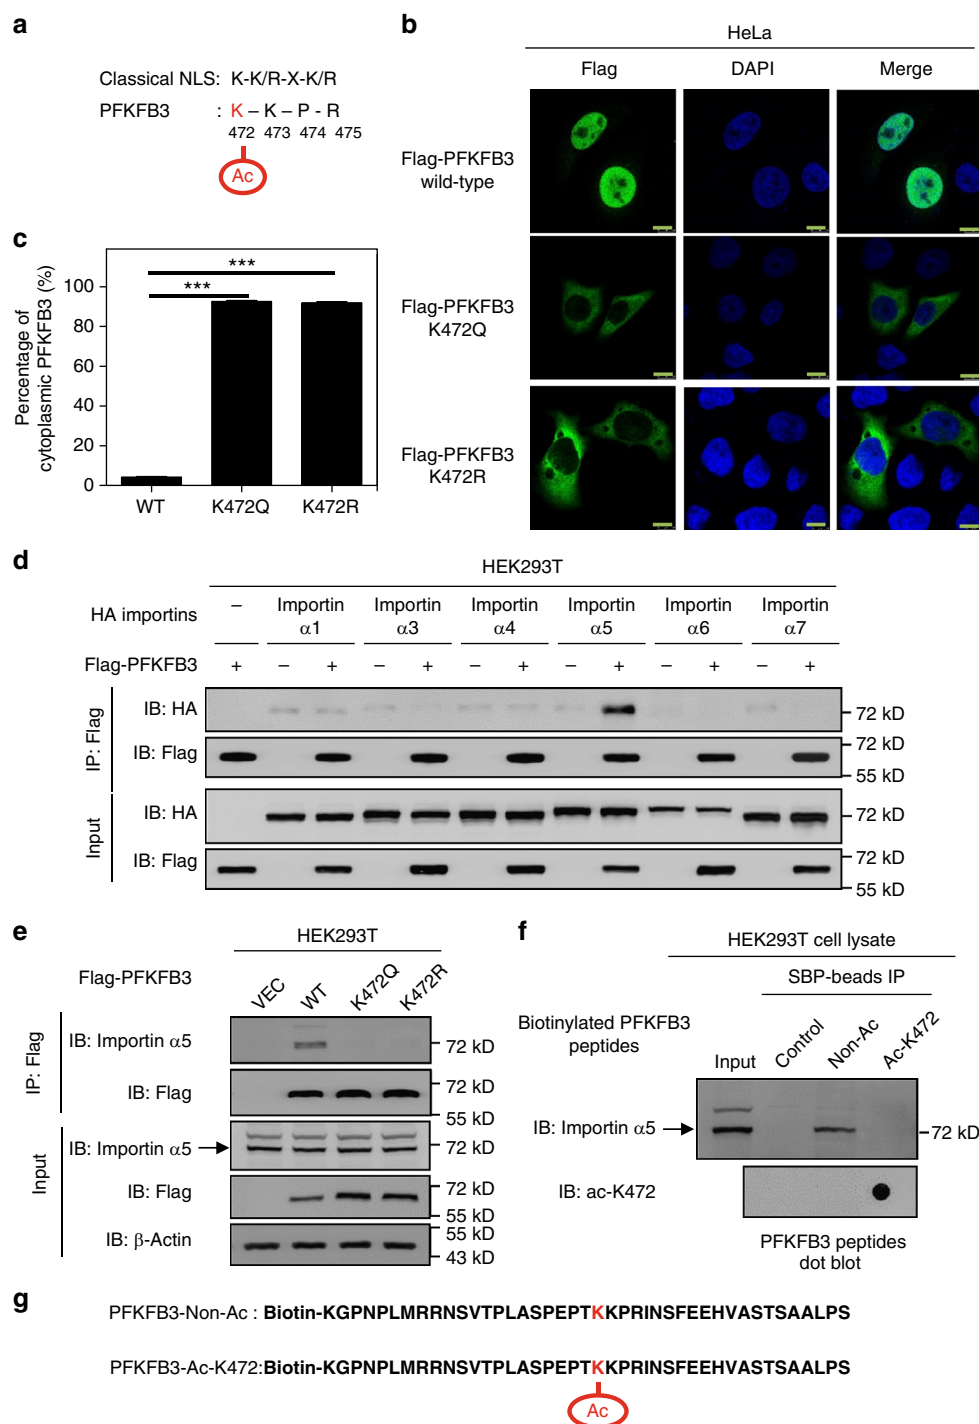 a
Classical NLS: K-K/R-X-K/R
PFKFB3 : K – K – P - R
472 473 474 475
Ac
b
HeLa
Flag DAPI Merge
Flag-PFKFB3
wild-type
Flag-PFKFB3
K472Q
Flag-PFKFB3
K472R
c
Percentage of
cytoplasmic PFKFB3 (%)
100
80
60
40
20
0
***
***
WT K472Q K472R
d
HEK293T
HA importins – Importin α1 Importin α3 Importin α4 Importin α5 Importin α6 Importin α7
Flag-PFKFB3 + – + – + – + – + – + – +
IP: Flag
IB: HA 72 kD
IB: Flag 72 kD
55 kD
Input
IB: HA 72 kD
IB: Flag 72 kD
55 kD
e
HEK293T
Flag-PFKFB3 VEC WT K472Q K472R
IP: Flag
IB: Importin α5 72 kD
IB: Flag 72 kD
55 kD
Input
IB: Importin α5 72 kD
IB: Flag 72 kD
55 kD
IB: β-Actin 55 kD
43 kD
f
HEK293T cell lysate
SBP-beads IP
Biotinylated PFKFB3
peptides
Input Control Non-Ac Ac-K472
IB: Importin α5 72 kD
IB: ac-K472
PFKFB3 peptides
dot blot
g
PFKFB3-Non-Ac : Biotin-KGPNPLMRRNSVTPLASPEPTKKPRINSFEEHVASTSAALPS
PFKFB3-Ac-K472:Biotin-KGPNPLMRRNSVTPLASPEPTKKPRINSFEEHVASTSAALPS
Ac